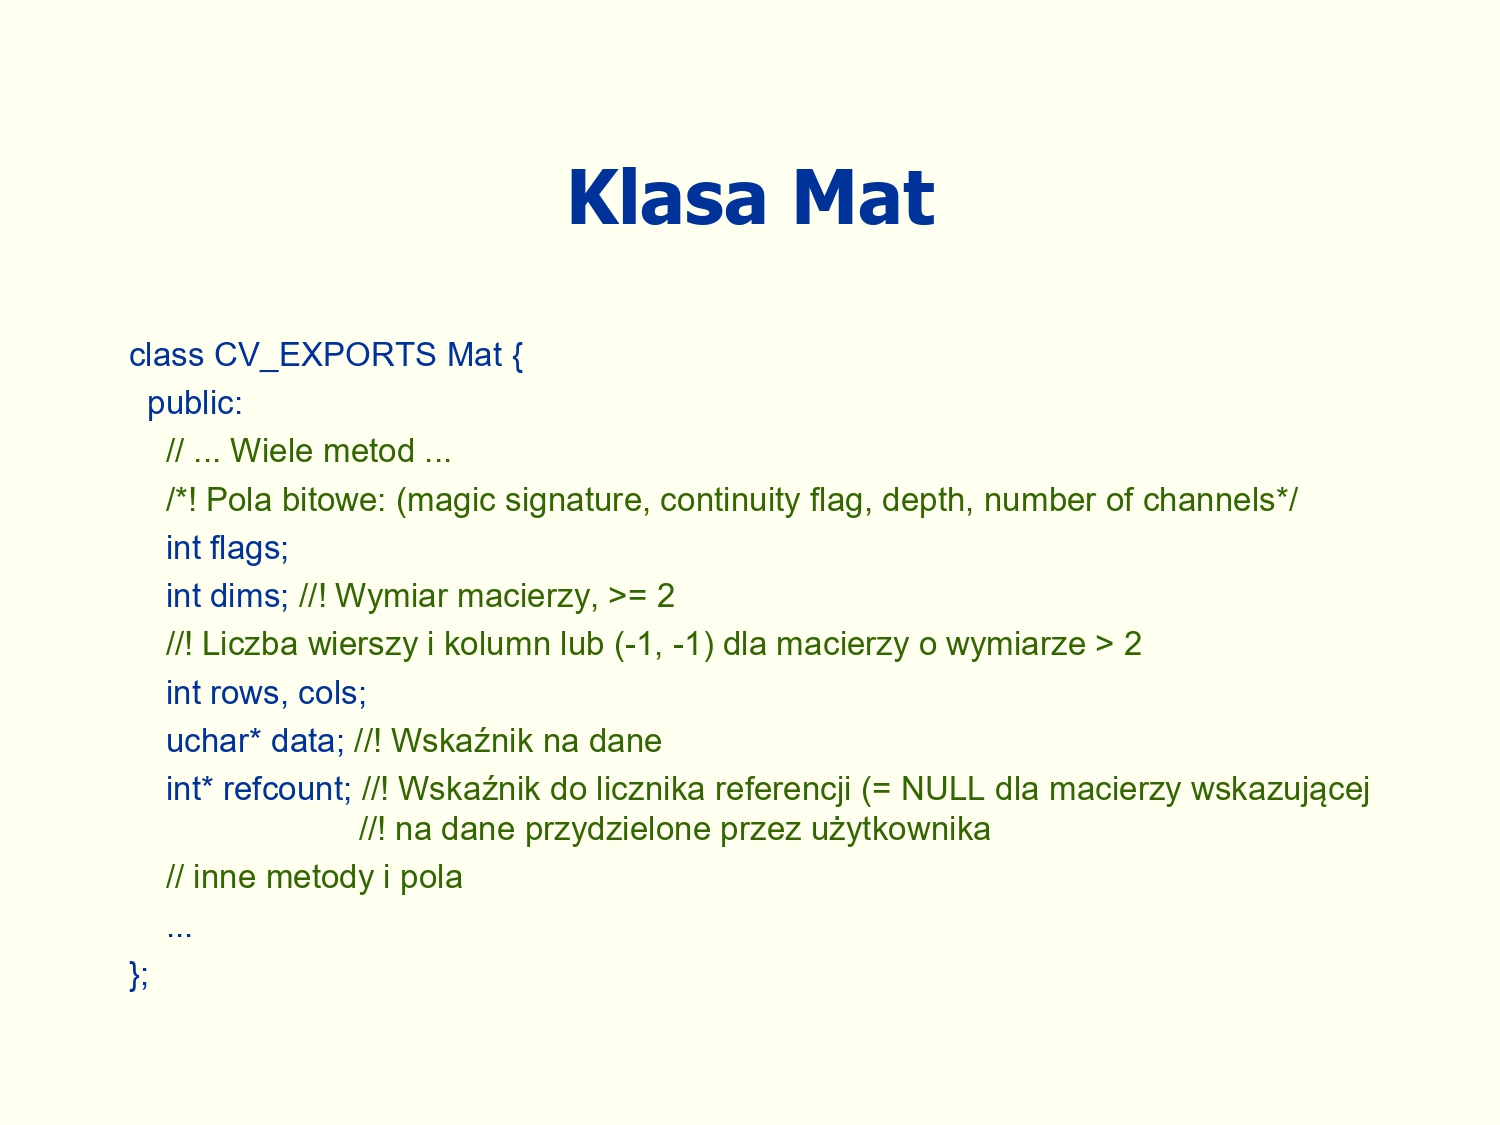 Klasa Mat
class CV_EXPORTS Mat {
public:
// ... Wiele metod ...
/*! Pola bitowe: (magic signature, continuity flag, depth, number of channels*/
int flags;
int dims; //! Wymiar macierzy, >= 2
//! Liczba wierszy i kolumn lub (-1, -1) dla macierzy o wymiarze > 2
int rows, cols;
uchar* data; //! Wskaźnik na dane
int* refcount; //! Wskaźnik do licznika referencji (= NULL dla macierzy wskazującej
//! na dane przydzielone przez użytkownika
// inne metody i pola
...
};